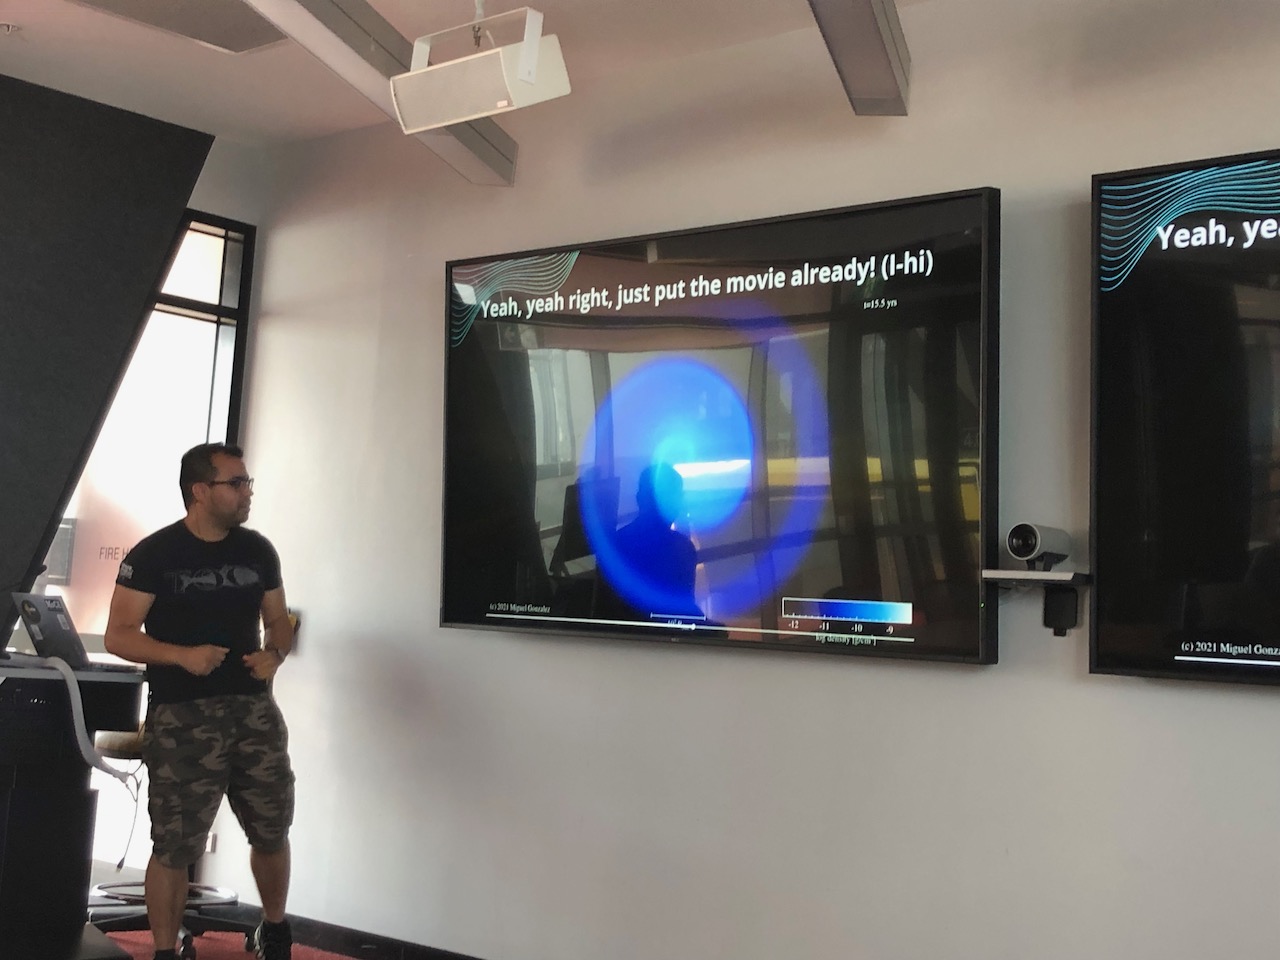 Yeah, yeah right, just put the movie already! (I-hi)
t=15.5 yrs
(c) 2021 Miguel Gonzalez
-12 -11 -10 -9
log density [g/cm³]
Yeah, yea
(c) 2021 Miguel Gonza
FIRE H